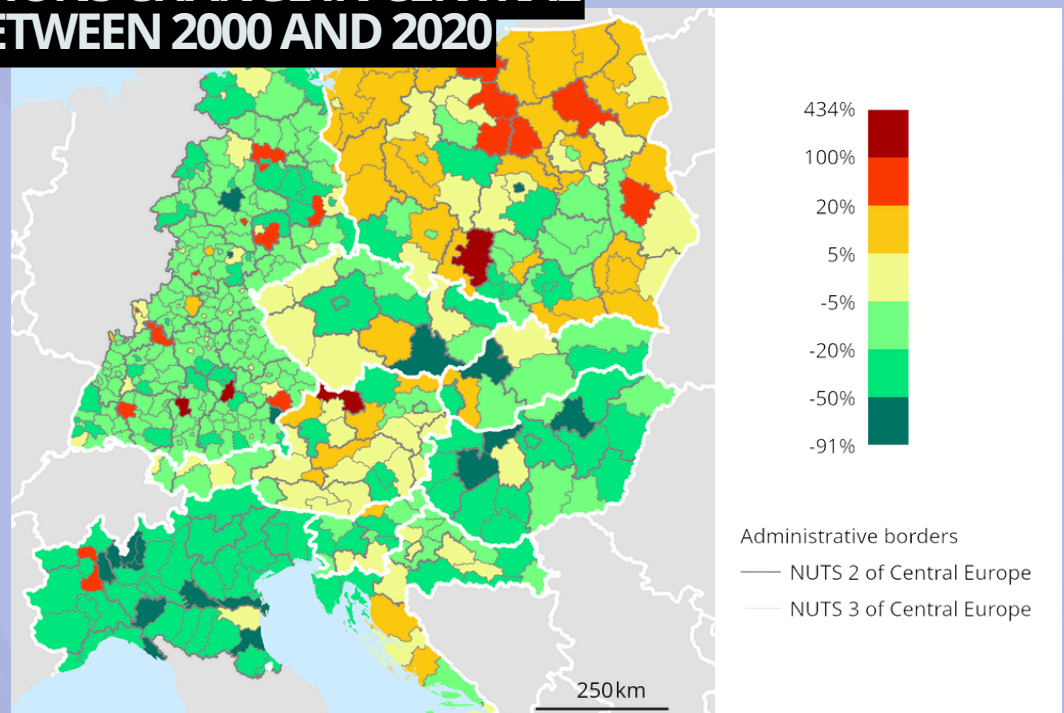 BETWEEN 2000 AND 2020
434%
100%
20%
5%
-5%
-20%
-50%
-91%
Administrative borders
NUTS 2 of Central Europe
NUTS 3 of Central Europe
250km